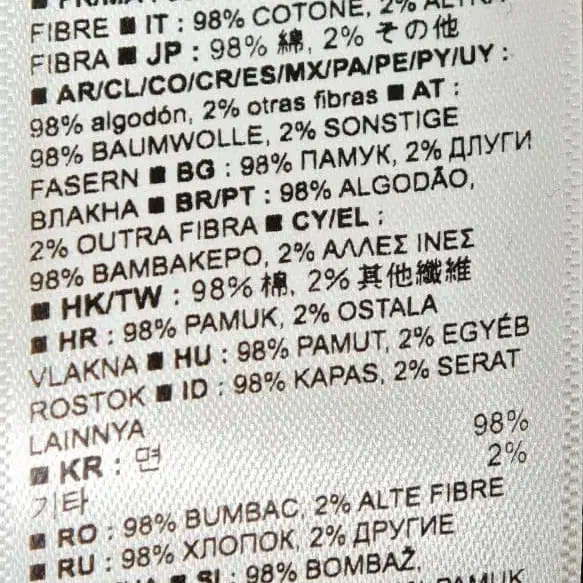 FIBRE ■ IT : 98% COTONE, 2%
FIBRA ■ JP : 98% 綿, 2% その他
■ AR/CL/CO/CR/ES/MX/PA/PE/PY/UY :
98% algodón, 2% otras fibras ■ AT :
98% BAUMWOLLE, 2% SONSTIGE
FASERN ■ BG : 98% ПАМУК, 2% ДЛУГИ
ВЛАКНА ■ BR/PT : 98% ALGODÃO,
2% OUTRA FIBRA ■ CY/EL :
98% ΒΑΜΒΑΚΕΡΟ, 2% ΑΛΛΕΣ ΙΝΕΣ
■ HK/TW : 98% 棉, 2% 其他纖維
■ HR : 98% PAMUK, 2% OSTALA
VLAKNA ■ HU : 98% PAMUT, 2% EGYÉB
ROSTOK ■ ID : 98% KAPAS, 2% SERAT
LAINNYA
■ KR : 면 98%
기타 2%
■ RO : 98% BUMBAC, 2% ALTE FIBRE
■ RU : 98% ХЛОПОК, 2% ДРУГИЕ
■ SI : 98% BOMBAŽ,
PAMUK